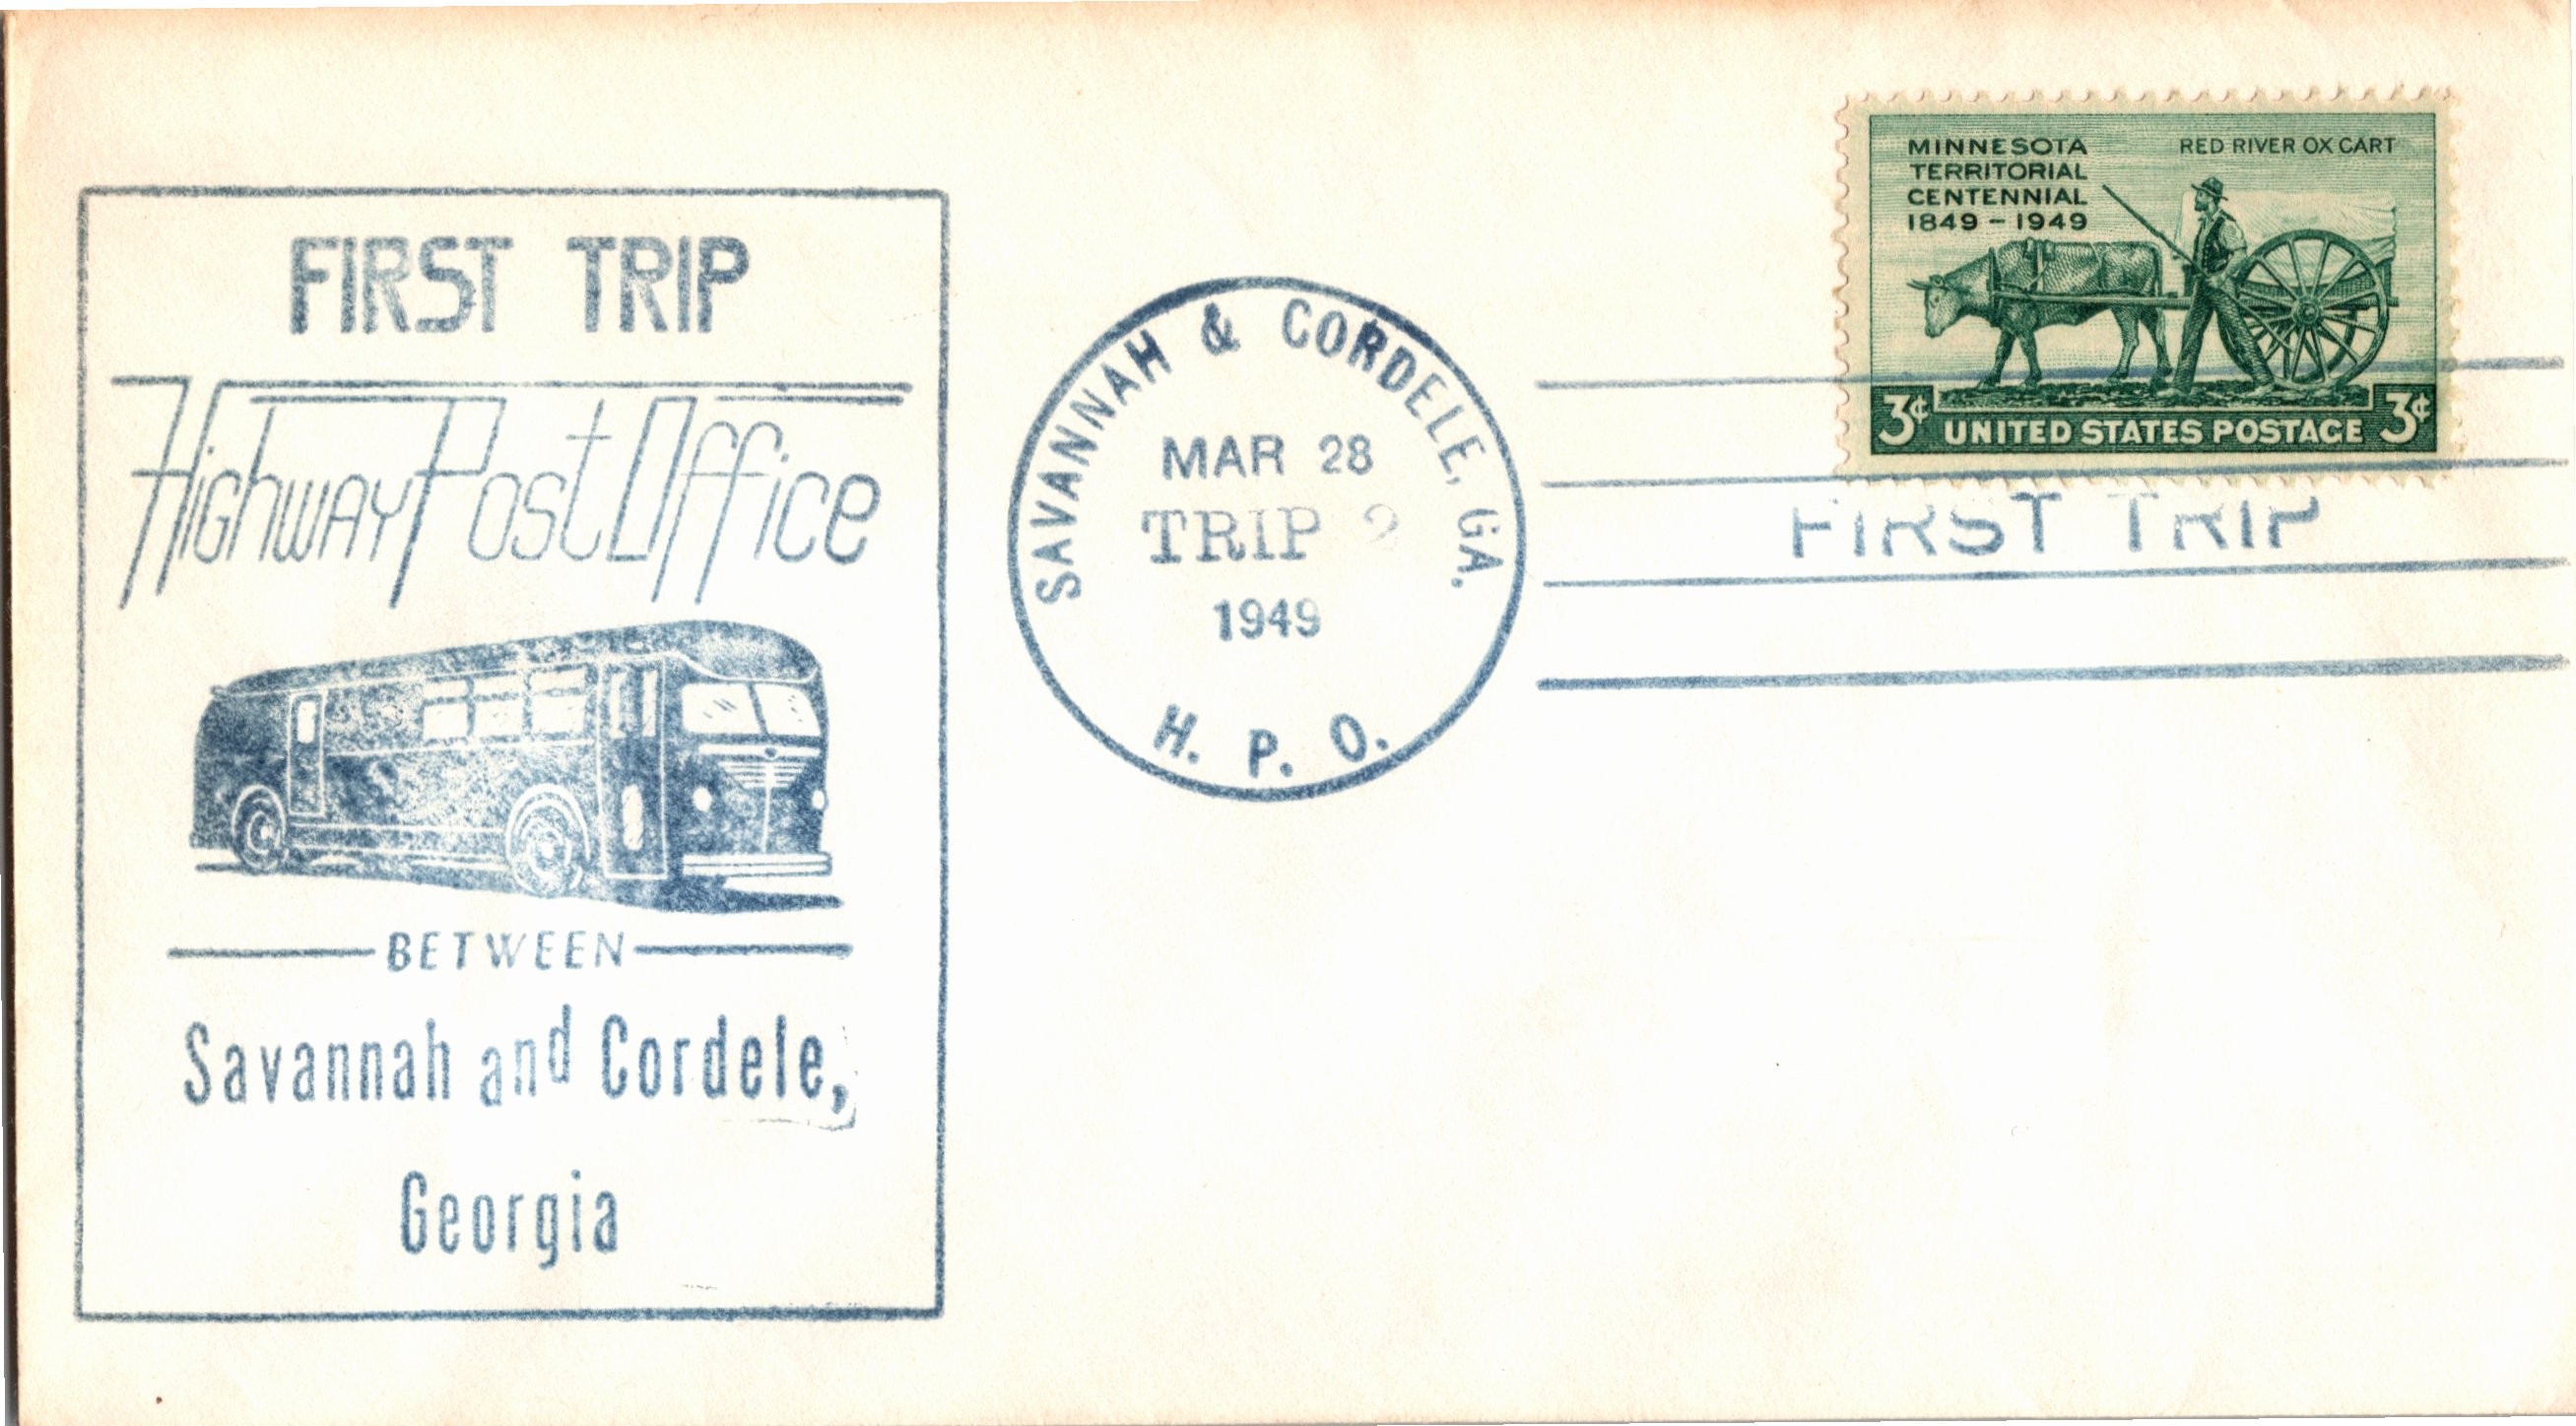 FIRST TRIP
Highway Post Office
BETWEEN
Savannah and Cordele,
Georgia
SAVANNAH & CORDELE, GA.
MAR 28
TRIP 2
1949
H. P. O.
MINNESOTA
TERRITORIAL
CENTENNIAL
1849 - 1949
RED RIVER OX CART
3¢ UNITED STATES POSTAGE 3¢
FIRST TRIP